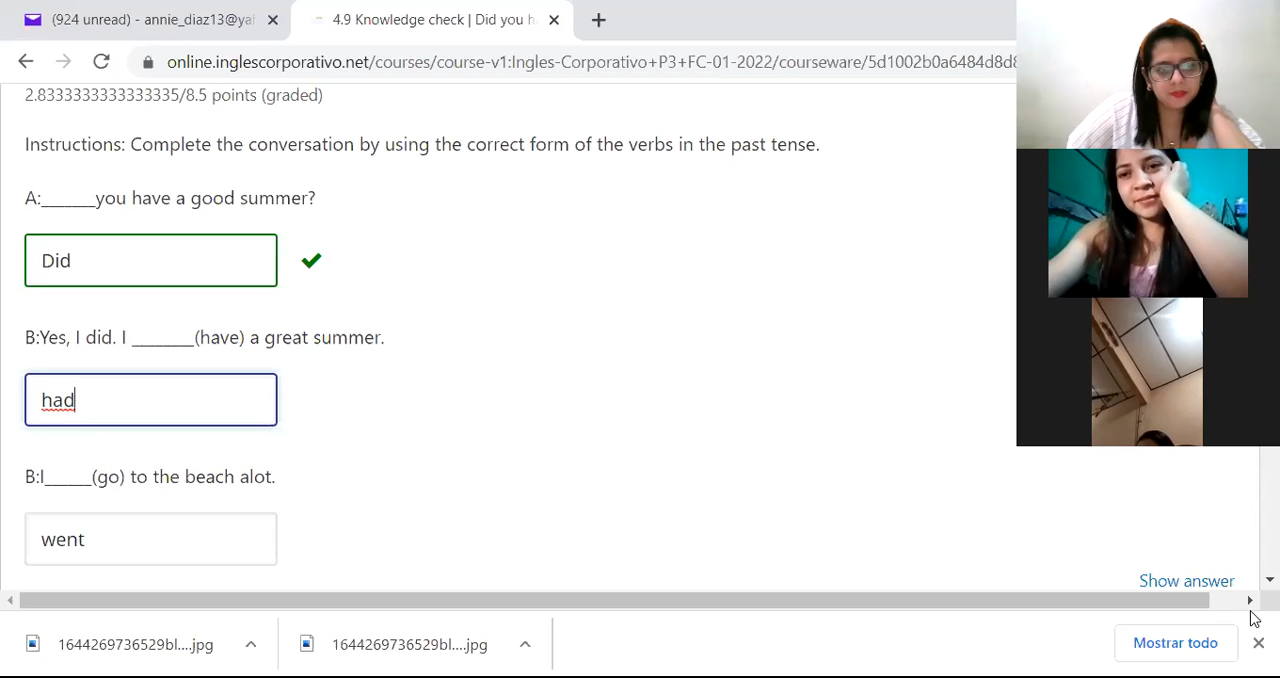 (924 unread) - annie_diaz13@ya
4.9 Knowledge check | Did you h
online.inglescorporativo.net/courses/course-v1:Ingles-Corporativo+P3+FC-01-2022/courseware/5d1002b0a6484d8d8
2.8333333333333335/8.5 points (graded)
Instructions: Complete the conversation by using the correct form of the verbs in the past tense.
A:_______you have a good summer?
Did
B:Yes, I did. I ________(have) a great summer.
had
B:I______(go) to the beach alot.
went
Show answer
1644269736529bl....jpg
1644269736529bl....jpg
Mostrar todo